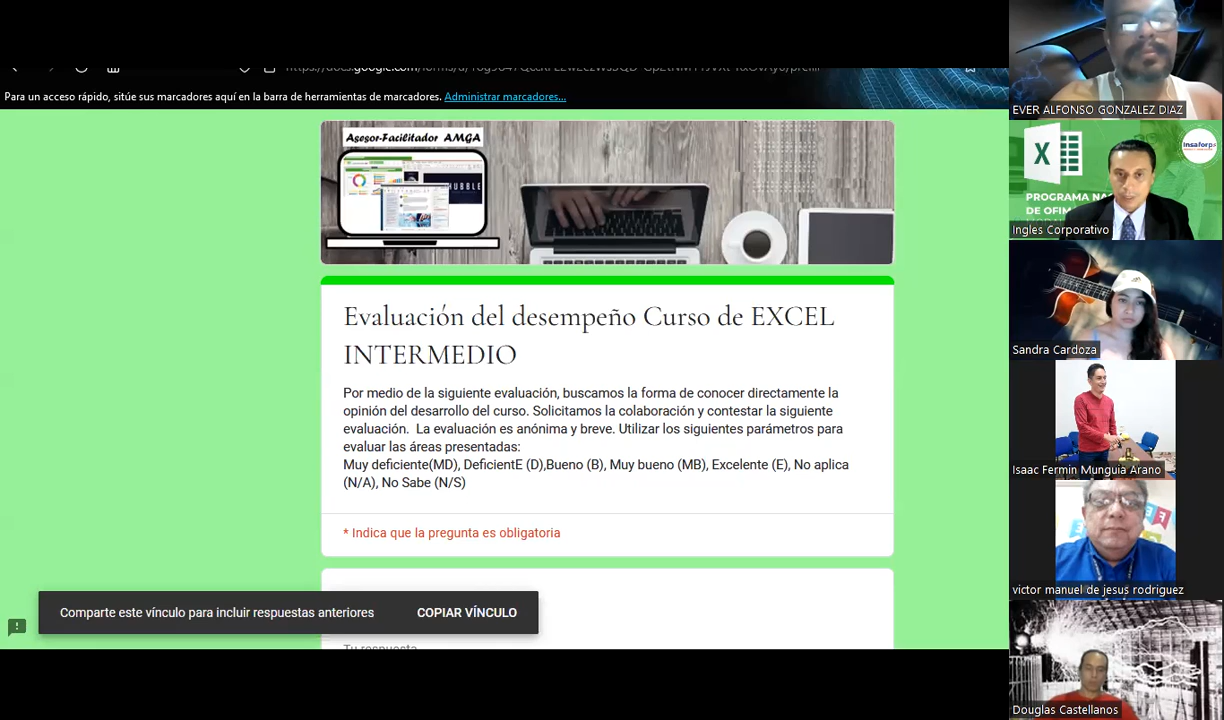 Para un acceso rápido, sitúe sus marcadores aquí en la barra de herramientas de marcadores. Administrar marcadores...
Asesor-Facilitador AMGA
Evaluación del desempeño Curso de EXCEL
INTERMEDIO
Por medio de la siguiente evaluación, buscamos la forma de conocer directamente la
opinión del desarrollo del curso. Solicitamos la colaboración y contestar la siguiente
evaluación. La evaluación es anónima y breve. Utilizar los siguientes parámetros para
evaluar las áreas presentadas:
Muy deficiente(MD), DeficientE (D),Bueno (B), Muy bueno (MB), Excelente (E), No aplica
(N/A), No Sabe (N/S)
* Indica que la pregunta es obligatoria
Comparte este vínculo para incluir respuestas anteriores COPIAR VÍNCULO
Tu respuesta
EVER ALFONSO GONZALEZ DIAZ
X
insaforp
PROGRAMA
DE
Ingles Corporativo
Sandra Cardoza
Isaac Fermin Munguia Arano
victor manuel de jesus rodriguez
Douglas Castellanos